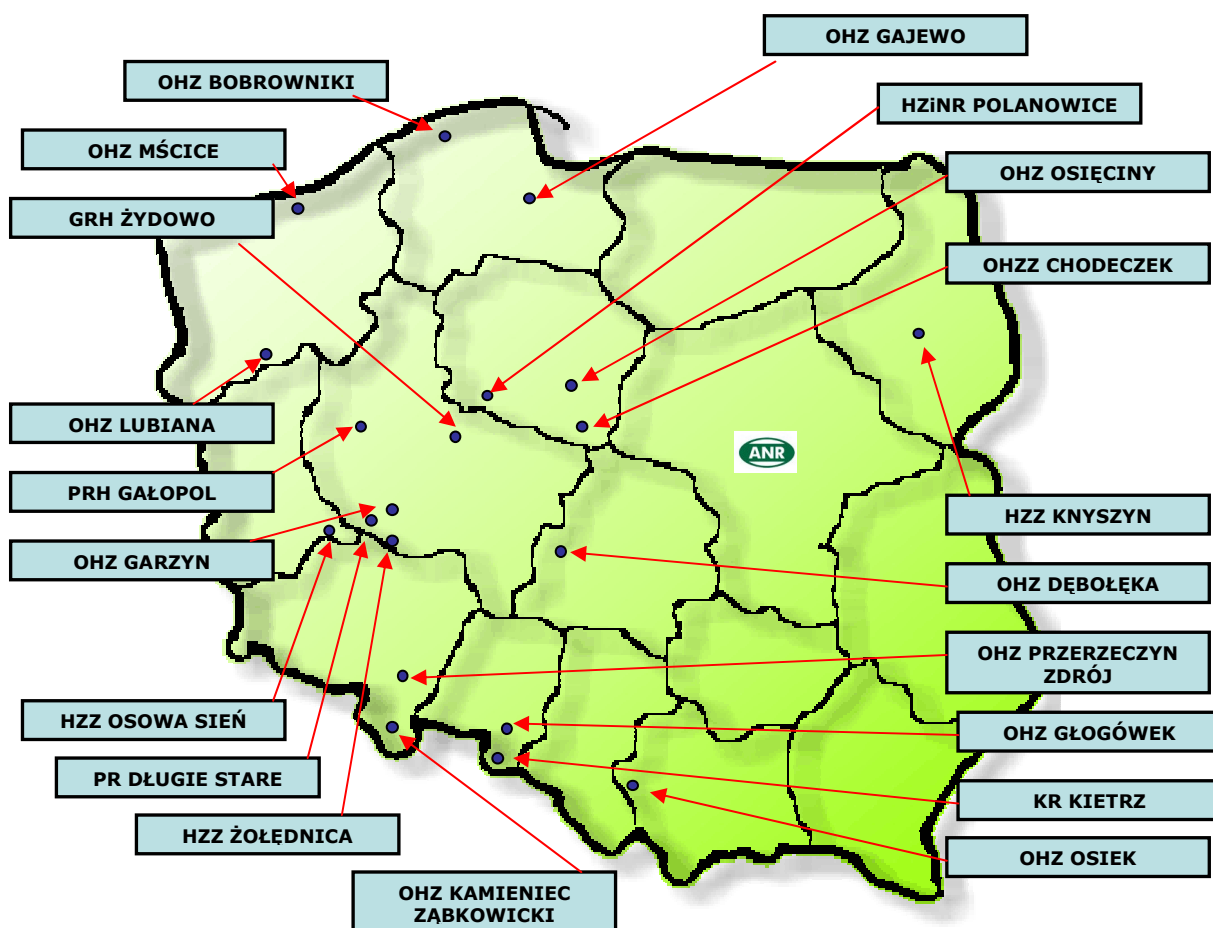 OHZ GAJEWO
OHZ BOBROWNIKI
HZiNR POLANOWICE
OHZ MŚCICE
OHZ OSIĘCINY
GRH ŻYDOWO
OHZZ CHODECZEK
OHZ LUBIANA
ANR
PRH GAŁOPOL
HZZ KNYSZYN
OHZ GARZYN
OHZ DĘBOŁĘKA
OHZ PRZERZECZYN
ZDRÓJ
HZZ OSOWA SIEŃ
OHZ GŁOGÓWEK
PR DŁUGIE STARE
KR KIETRZ
HZZ ŻOŁĘDNICA
OHZ OSIEK
OHZ KAMIENIEC
ZĄBKOWICKI